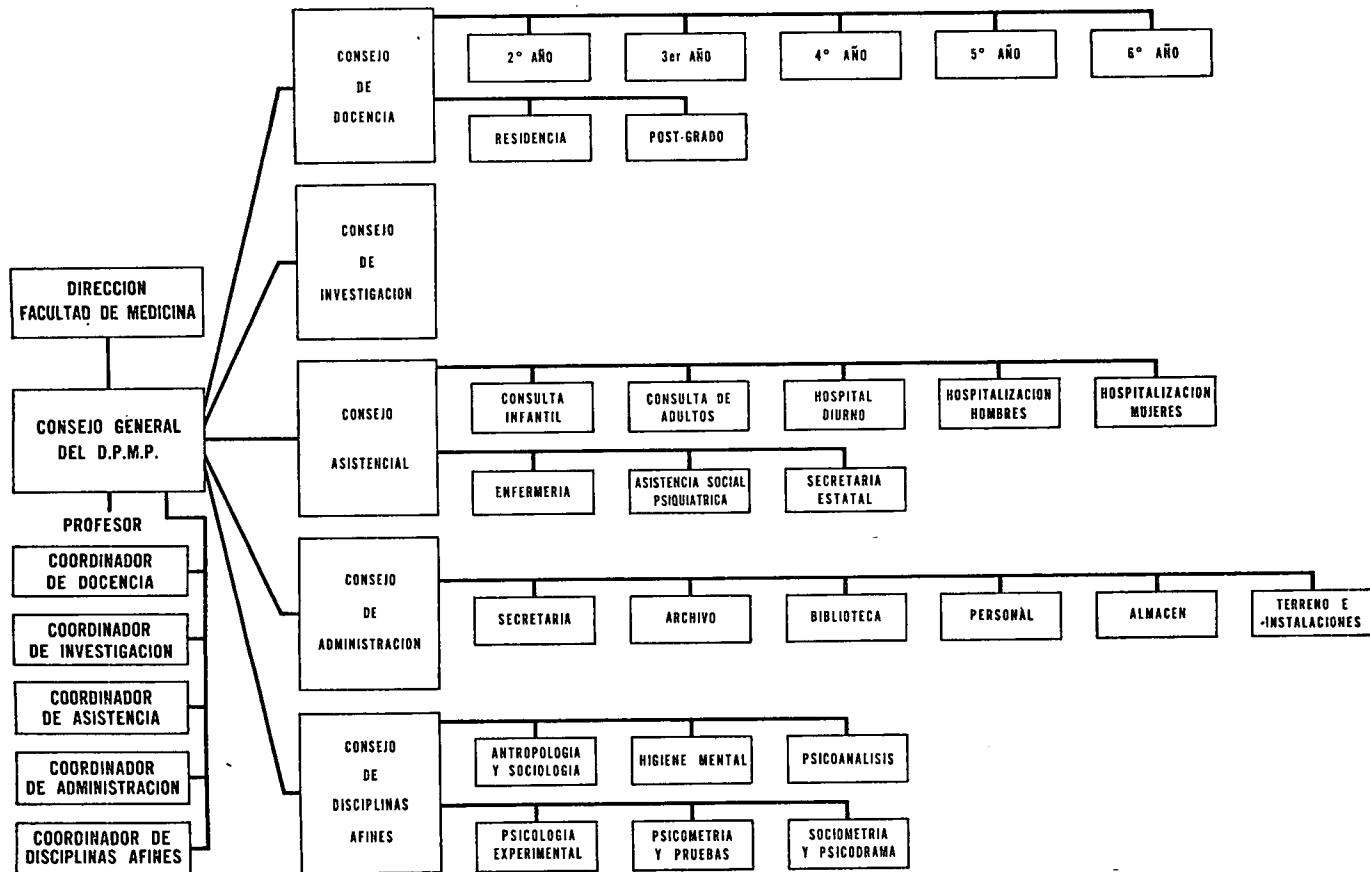 CONSEJO
DE
DOCENCIA
2° AÑO
3er AÑO
4° AÑO
5° AÑO
6° AÑO
RESIDENCIA
POST-GRADO
CONSEJO
DE
INVESTIGACION
DIRECCION
FACULTAD DE MEDICINA
CONSEJO GENERAL
DEL D.P.M.P.
PROFESOR
COORDINADOR
DE DOCENCIA
COORDINADOR
DE INVESTIGACION
COORDINADOR
DE ASISTENCIA
COORDINADOR
DE ADMINISTRACION
COORDINADOR DE
DISCIPLINAS AFINES
CONSEJO
ASISTENCIAL
CONSULTA
INFANTIL
CONSULTA DE
ADULTOS
HOSPITAL
DIURNO
HOSPITALIZACION
HOMBRES
HOSPITALIZACION
MUJERES
ENFERMERIA
ASISTENCIA SOCIAL
PSIQUIATRICA
SECRETARIA
ESTATAL
CONSEJO
DE
ADMINISTRACION
SECRETARIA
ARCHIVO
BIBLIOTECA
PERSONAL
ALMACEN
TERRENO E
INSTALACIONES
CONSEJO
DE
DISCIPLINAS
AFINES
ANTROPOLOGIA
Y SOCIOLOGIA
HIGIENE MENTAL
PSICOANALISIS
PSICOLOGIA
EXPERIMENTAL
PSICOMETRIA
Y PRUEBAS
SOCIOMETRIA
Y PSICODRAMA